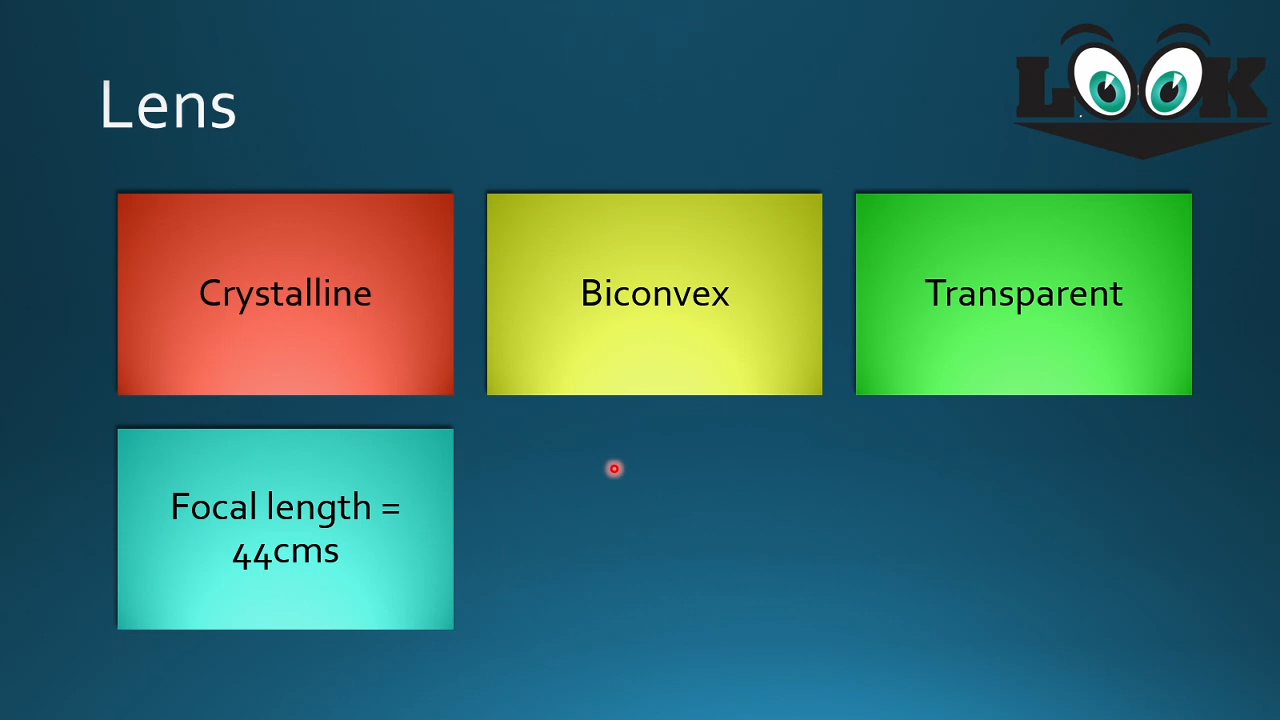 LOOK
Lens
Crystalline
Biconvex
Transparent
Focal length =
44cms